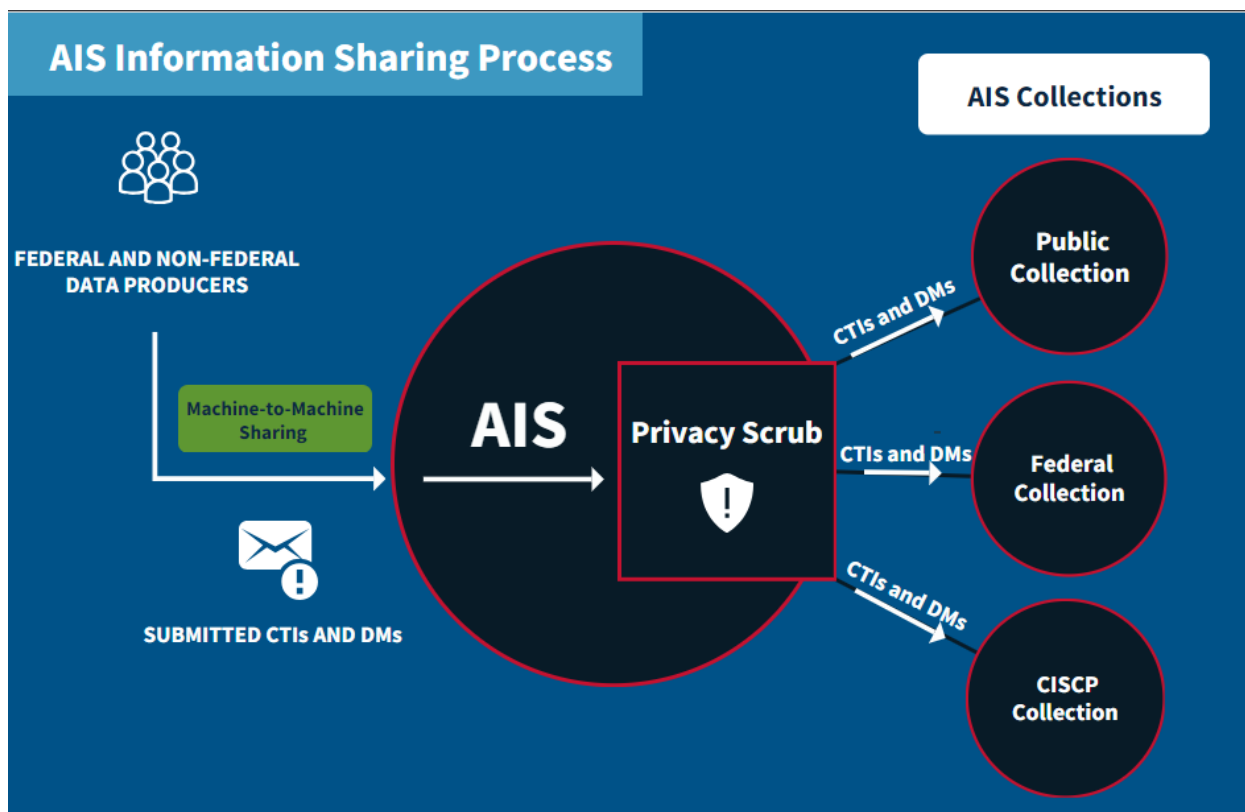 AIS Information Sharing Process
AIS Collections
FEDERAL AND NON-FEDERAL
DATA PRODUCERS
Machine-to-Machine
Sharing
SUBMITTED CTIs AND DMs
AIS
Privacy Scrub
CTIs and DMs
Public
Collection
CTIs and DMs
Federal
Collection
CTIs and DMs
CISCP
Collection